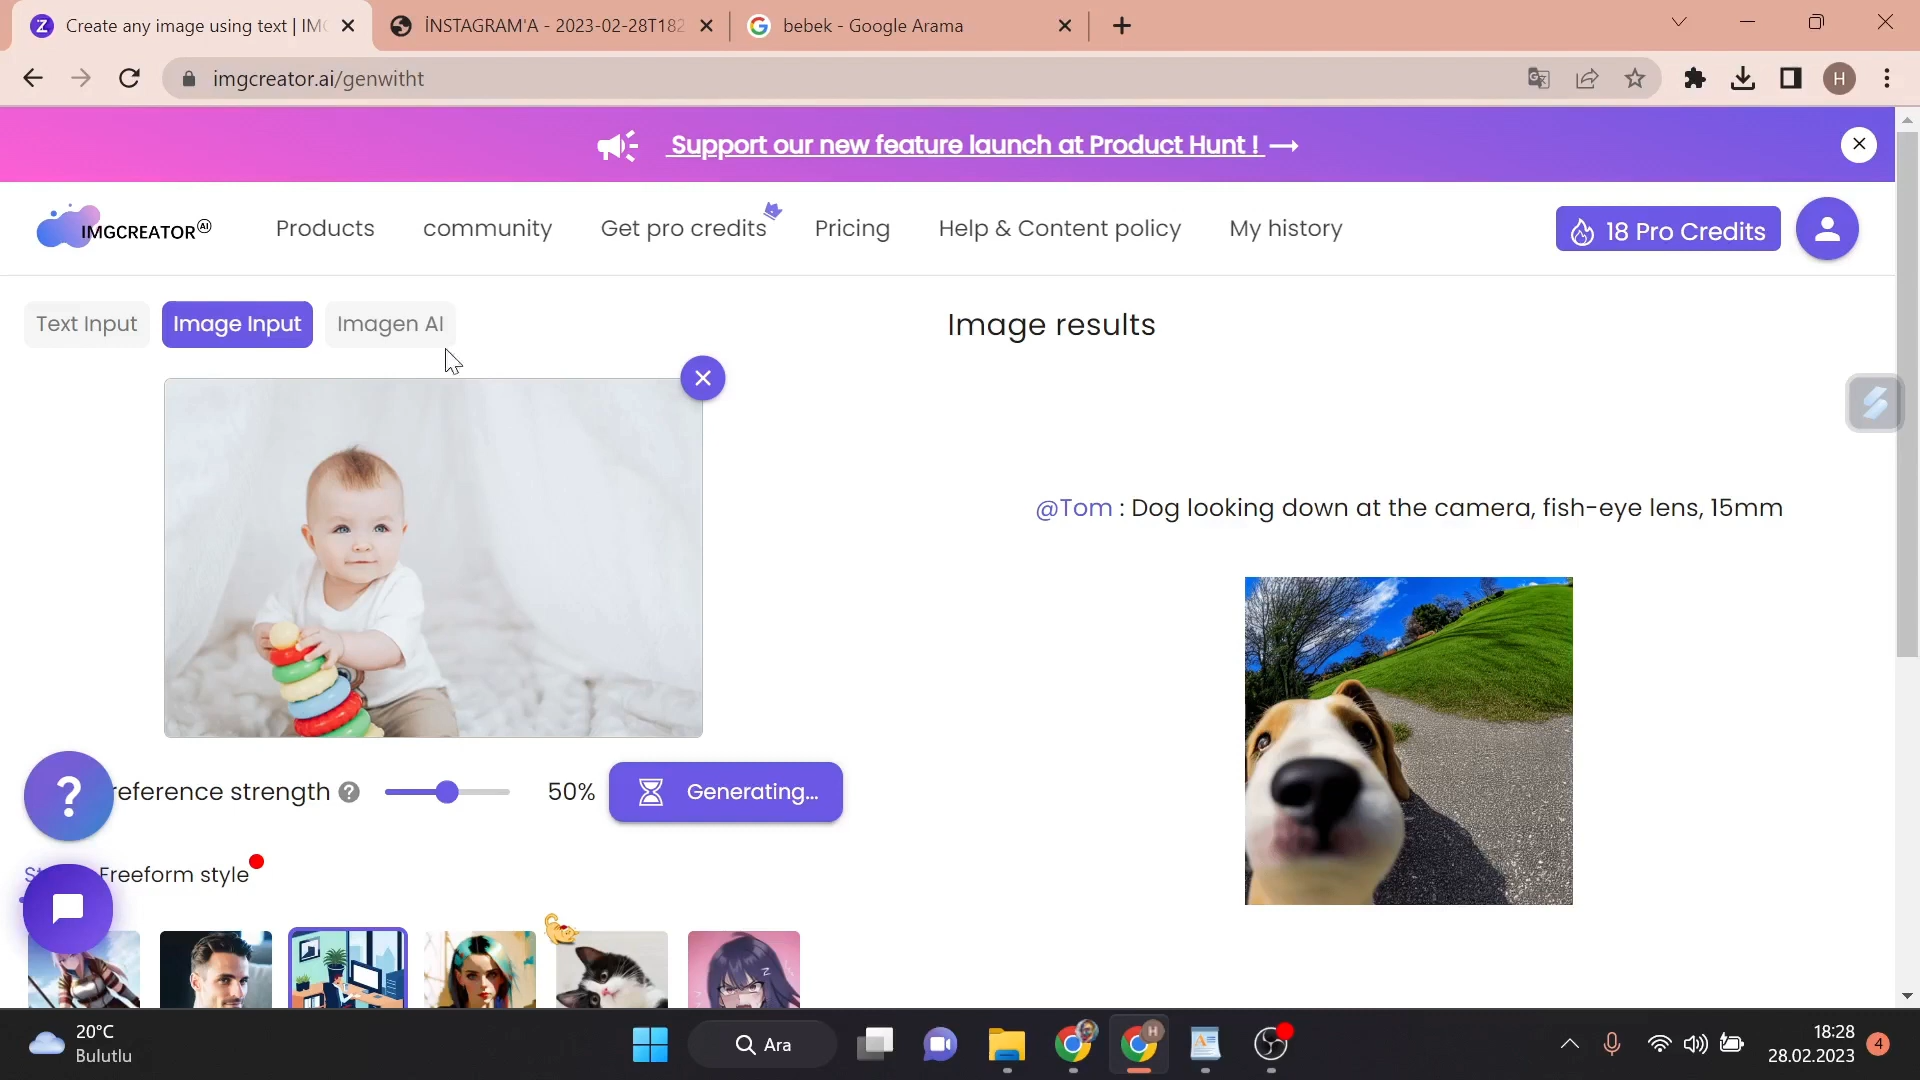 Create any image using text | IM
İNSTAGRAM'A - 2023-02-28T182
bebek - Google Arama
imgcreator.ai/genwitht
H
Support our new feature launch at Product Hunt ! →
IMGCREATOR AI
Products
community
Get pro credits
Pricing
Help & Content policy
My history
18 Pro Credits
Text Input
Image Input
Imagen AI
Image results
@Tom : Dog looking down at the camera, fish-eye lens, 15mm
?
eference strength ?
50%
Generating...
St
Freeform style
20°C
Bulutlu
Ara
H
18:28
28.02.2023
4